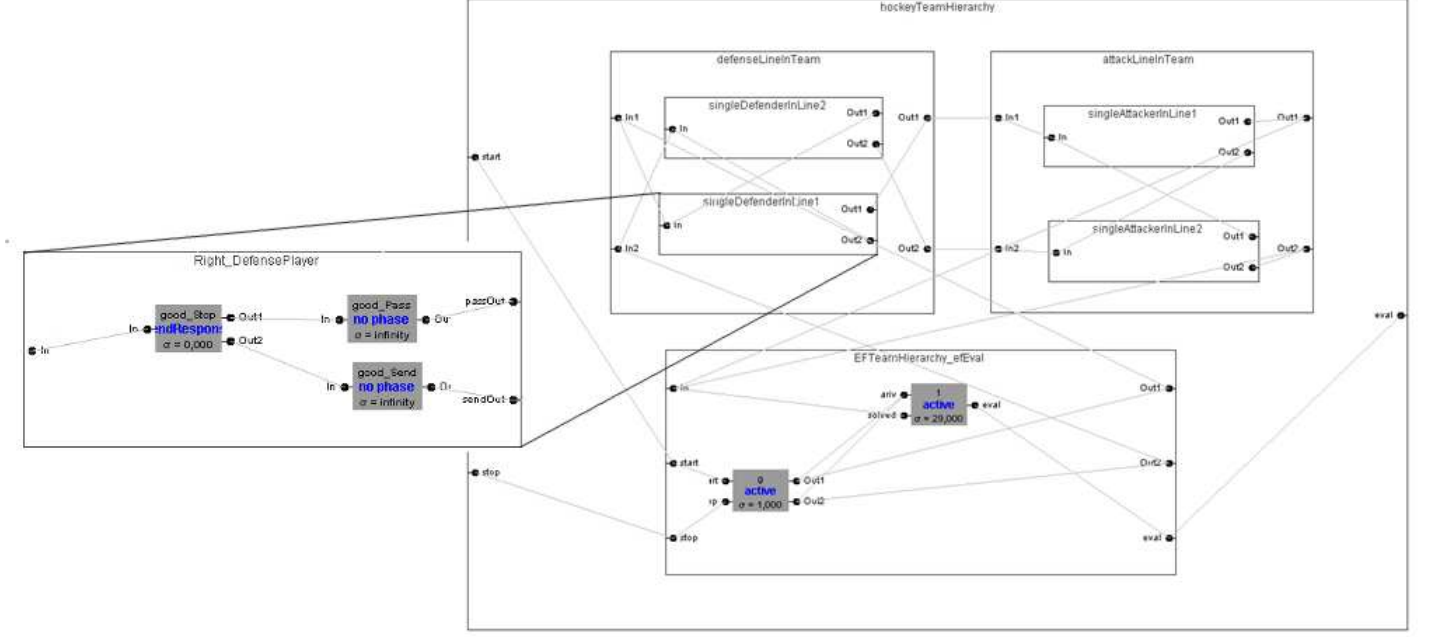 hockeyTeamHierarchy
defenseLineInTeam
attackLineInTeam
singleDefenderInLine2
Out1
In
Out2
In1
Out1
In2
Out2
singleDefenderInLine1
Out1
In
Out2
singleAttackerInLine1
Out1
In
Out2
In1
Out1
In2
Out2
singleAttackerInLine2
Out1
In
Out2
start
stop
eval
Right_DefensePlayer
In
passOut
sendOut
good_Stop
In
ndRespons
σ = 0,000
Out1
Out2
good_Pass
In
no phase
σ = infinity
good_Send
In
no phase
σ = infinity
EFTeamHierarchy_efEval
In
start
stop
Out1
Out2
eval
1
ariv
active
eval
solved
σ = 29,000
0
active
σ = 1,000
Out1
Out2